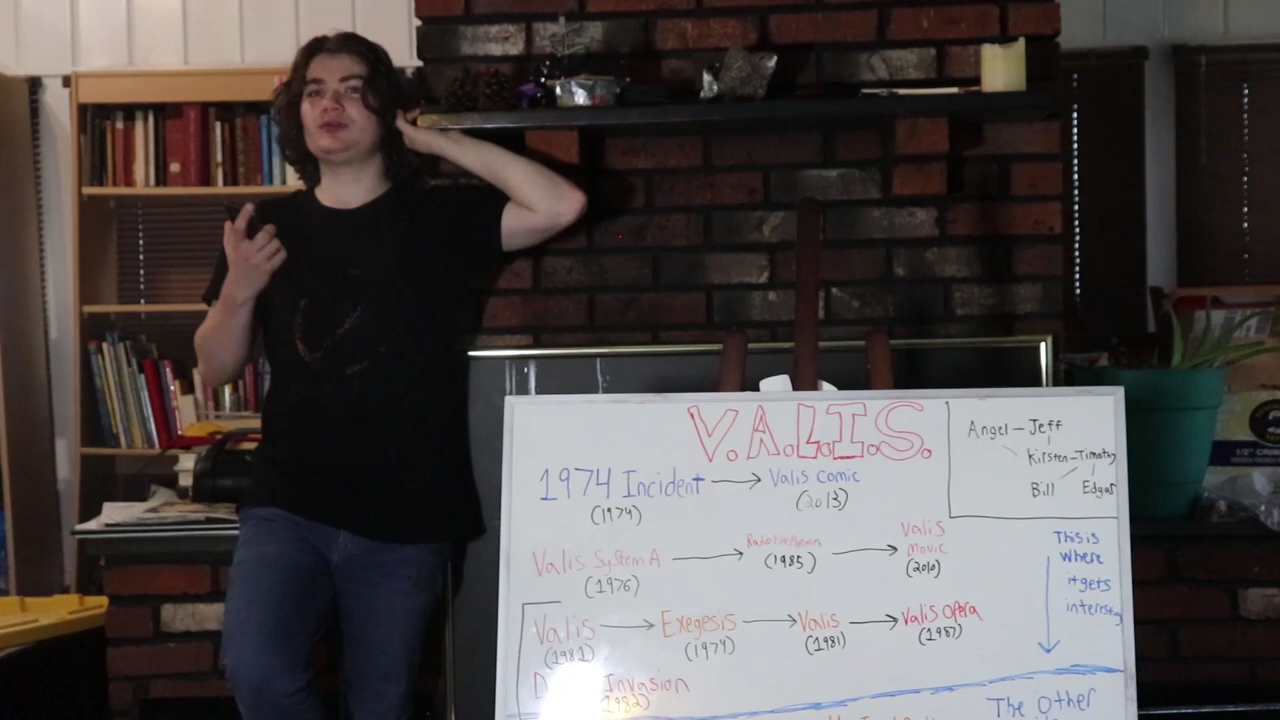 V.A.L.I.S.
1974 Incident → Valis Comic
(1974) (2013)
Angel — Jeff
Kirsten — Timothy
Bill Edgar
Valis System A → Radio Free Albemuth → Valis Movie
(1976) (1985) (2010)
Valis → Exegesis → Valis → Valis Opera
(1981) (1974) (1981) (1987)
Invasion
(1982)
This is
Where
it gets
interesting
The Other